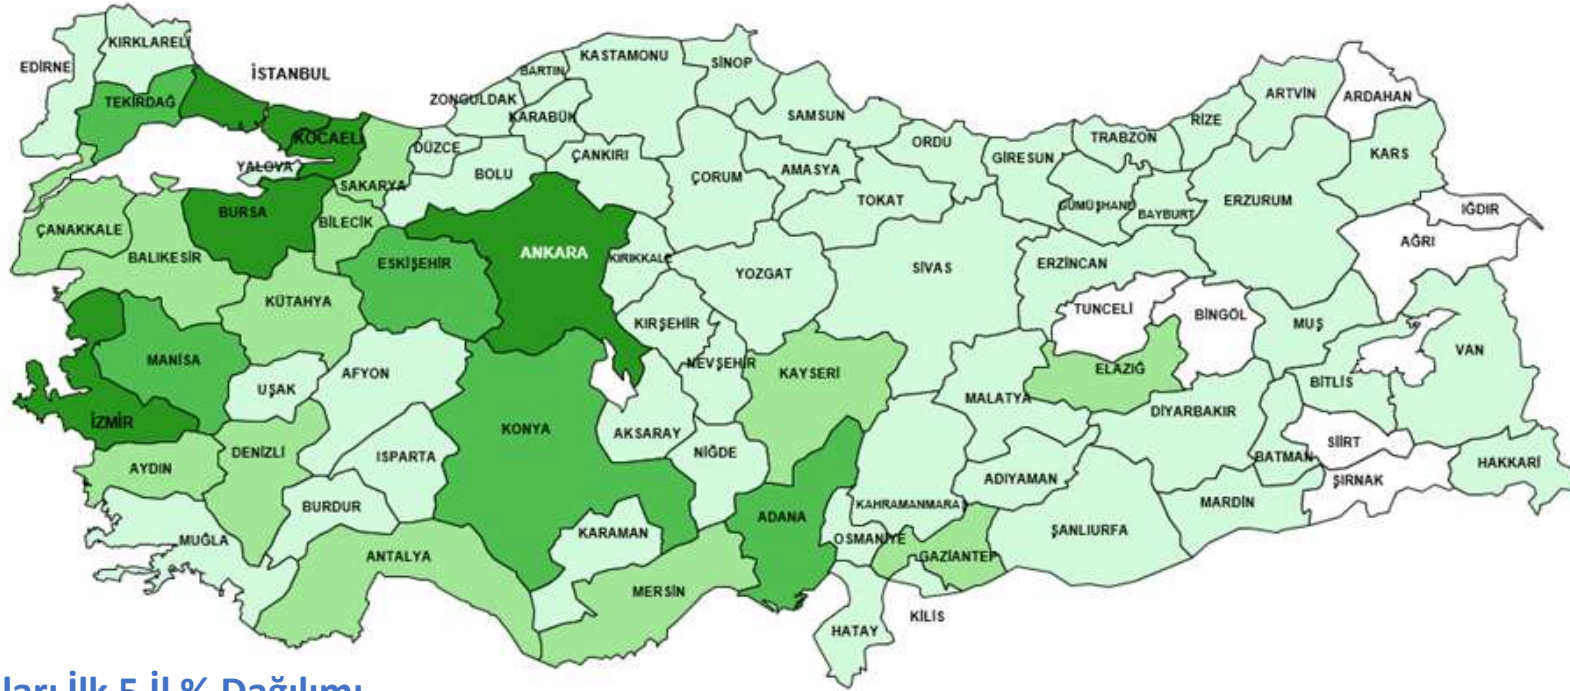 KIRKLARELİ
EDİRNE
İSTANBUL
TEKİRDAĞ
KOCAELİ
YALOVA
BURSA
SAKARYA
BİLECİK
ÇANAKKALE
BALIKESİR
KÜTAHYA
ESKİŞEHİR
MANİSA
İZMİR
UŞAK
AFYON
AYDIN
DENİZLİ
ISPARTA
BURDUR
MUĞLA
ANTALYA
KASTAMONU
SİNOP
BARTIN
ZONGULDAK
KARABÜK
DÜZCE
BOLU
ÇANKIRI
ANKARA
KIRIKKALE
KIRŞEHİR
NEVŞEHİR
AKSARAY
KONYA
NİĞDE
KARAMAN
MERSİN
ADANA
SAMSUN
ORDU
ÇORUM
AMASYA
TOKAT
YOZGAT
SİVAS
KAYSERİ
GİRESUN
TRABZON
RİZE
ARTVİN
ARDAHAN
KARS
GÜMÜŞHANE
BAYBURT
ERZURUM
IĞDIR
AĞRI
ERZİNCAN
TUNCELİ
BİNGÖL
MUŞ
VAN
ELAZIĞ
BİTLİS
MALATYA
DİYARBAKIR
BATMAN
SİİRT
ŞIRNAK
HAKKARİ
ADIYAMAN
MARDİN
KAHRAMANMARA
OSMANİYE
GAZİANTEP
ŞANLIURFA
KİLİS
HATAY
ları İlk 5 İl % Dağılımı